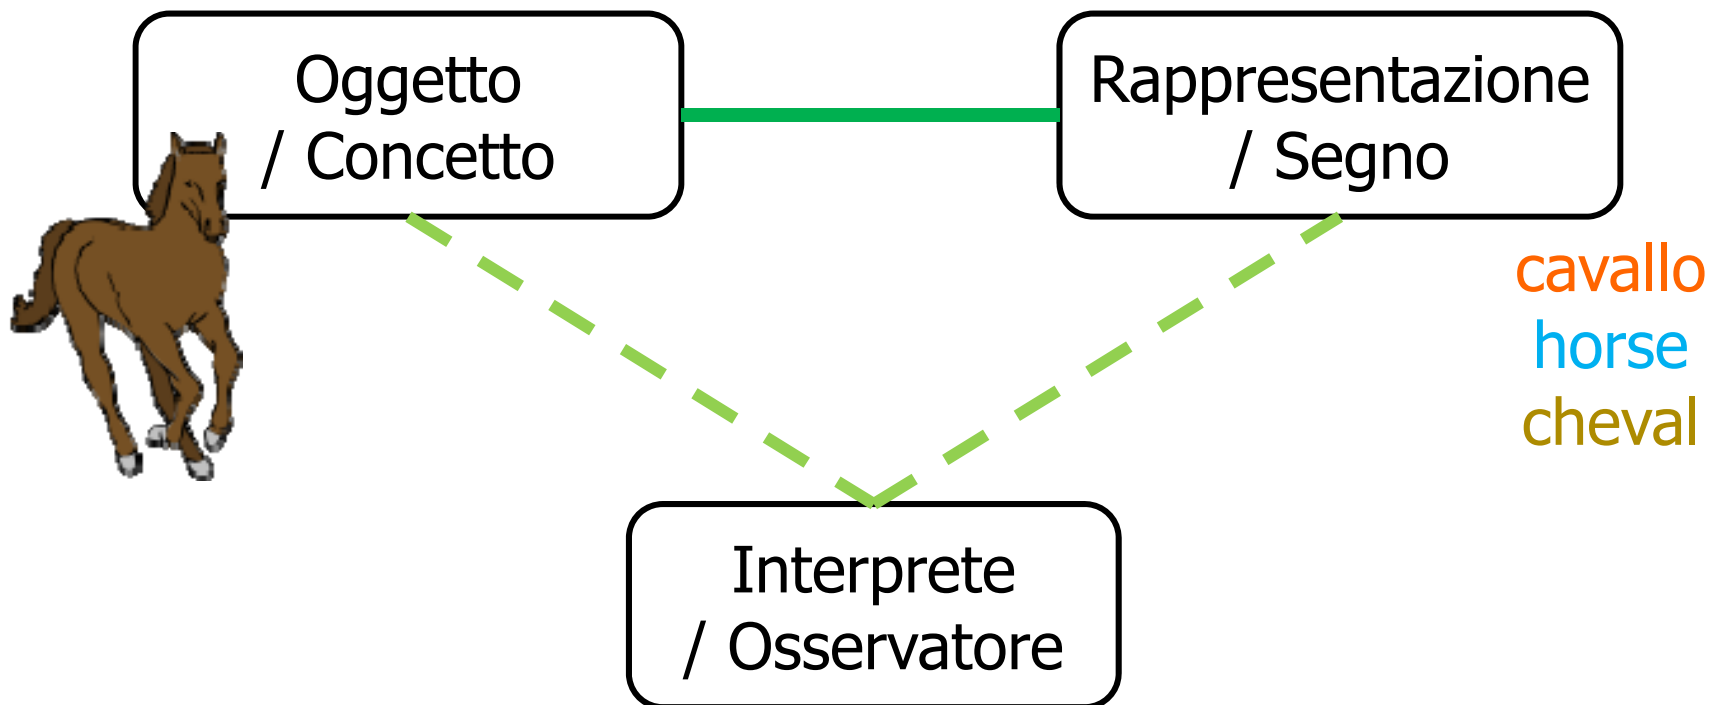 Oggetto
/ Concetto
Rappresentazione
/ Segno
cavallo
horse
cheval
Interprete
/ Osservatore